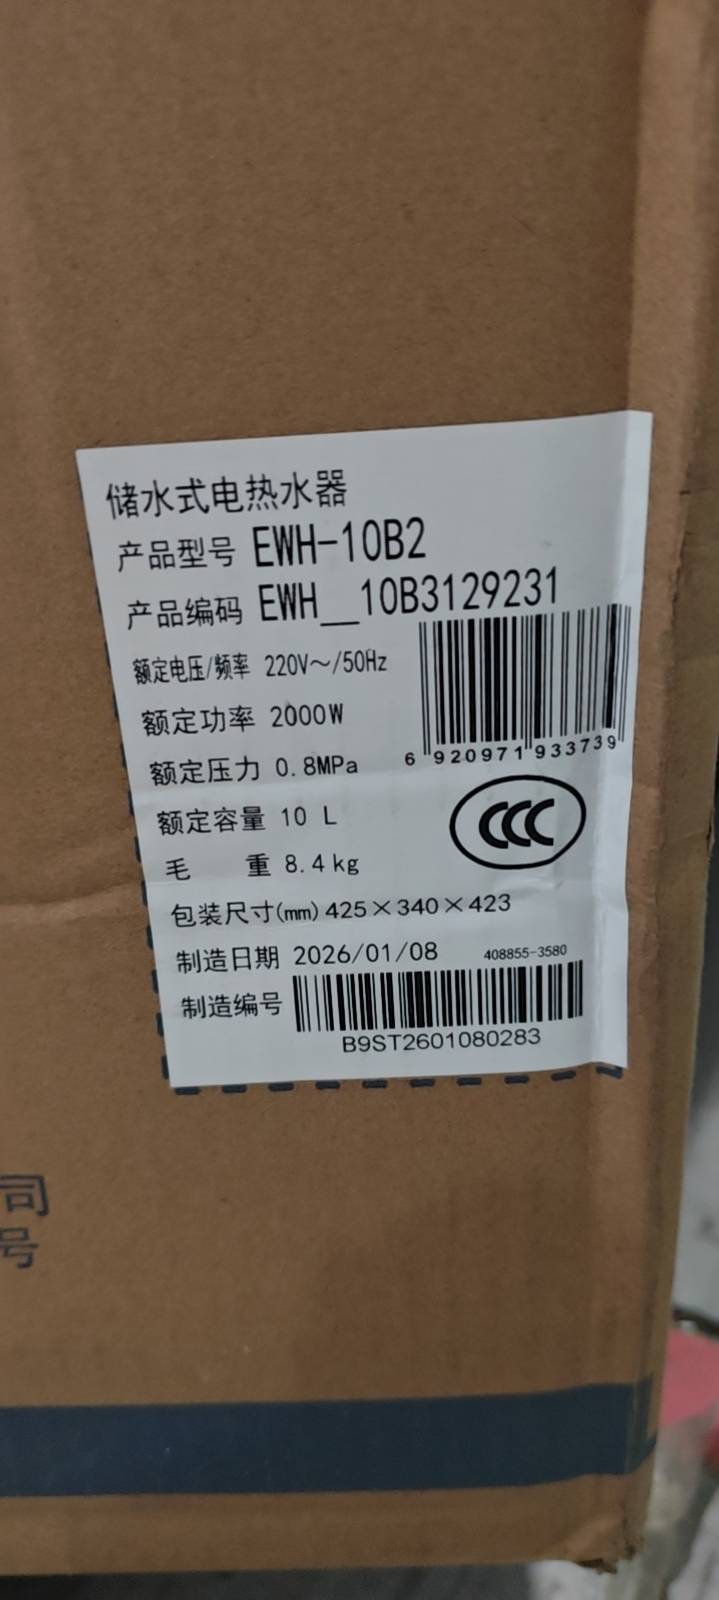 储水式电热水器
产品型号 EWH-10B2
产品编码 EWH__10B3129231
额定电压/频率 220V～/50Hz
额定功率 2000W
6 920971 933739
额定压力 0.8MPa
额定容量 10 L
CCC
毛 重 8.4kg
包装尺寸(mm) 425×340×423
制造日期 2026/01/08 408855-3580
制造编号
B9ST2601080283
司
号